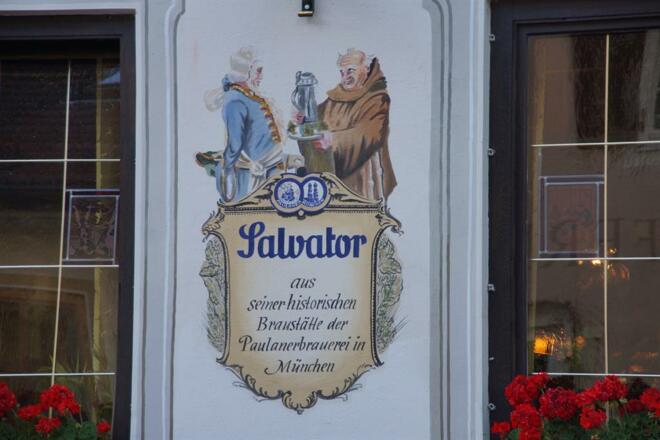 Salvator
aus
seiner historischen
Braustätte der
Paulanerbrauerei in
München